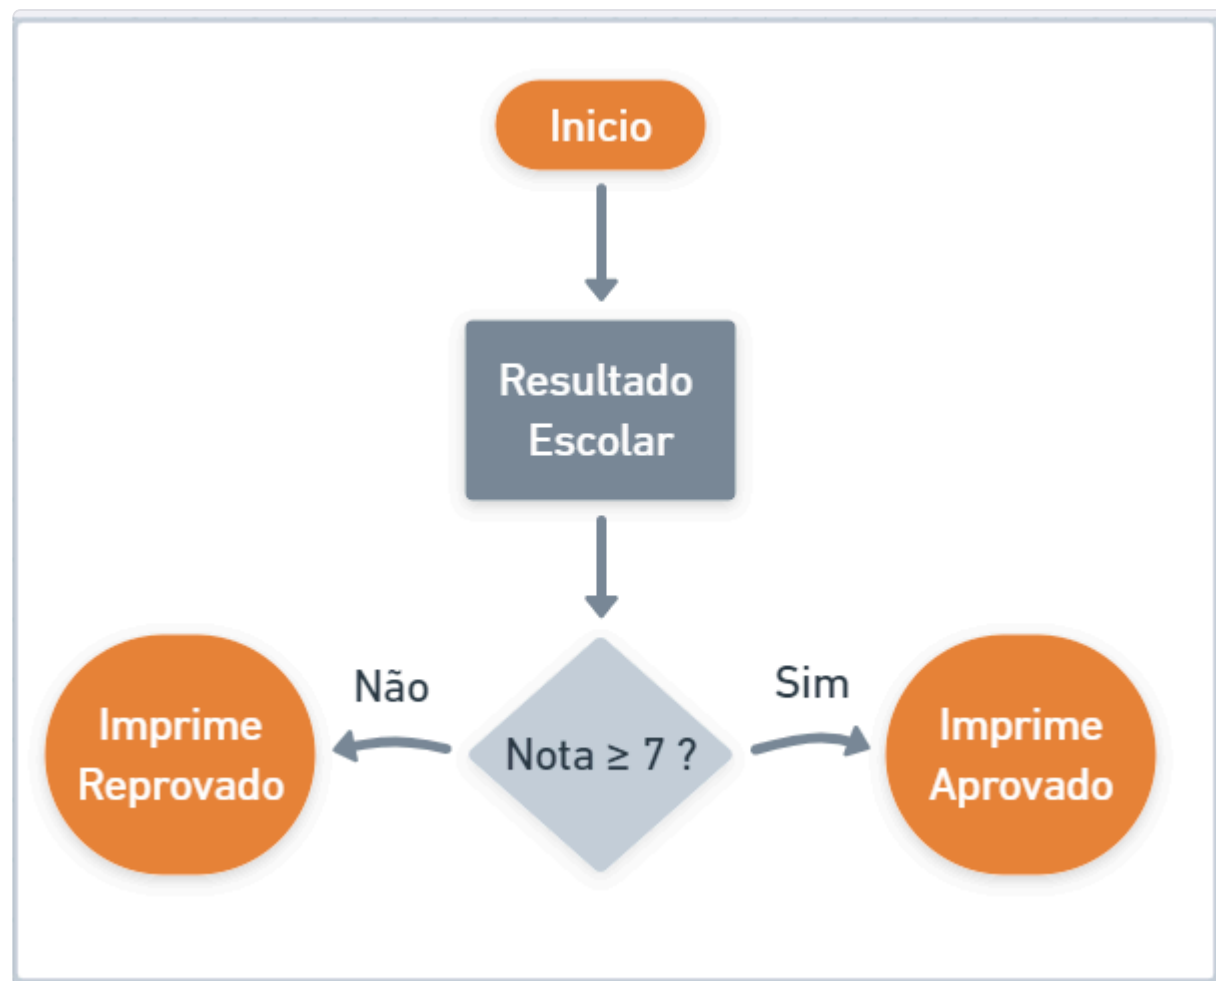 Inicio
Resultado
Escolar
Não
Sim
Imprime
Reprovado
Nota ≥ 7 ?
Imprime
Aprovado